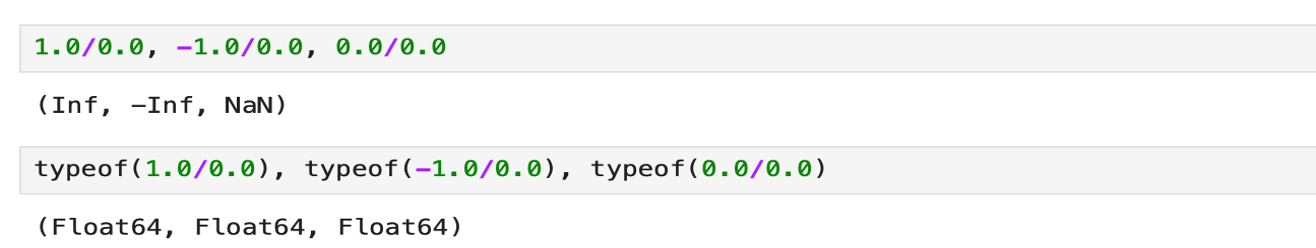 1.0/0.0, −1.0/0.0, 0.0/0.0
(Inf, −Inf, NaN)
typeof(1.0/0.0), typeof(−1.0/0.0), typeof(0.0/0.0)
(Float64, Float64, Float64)